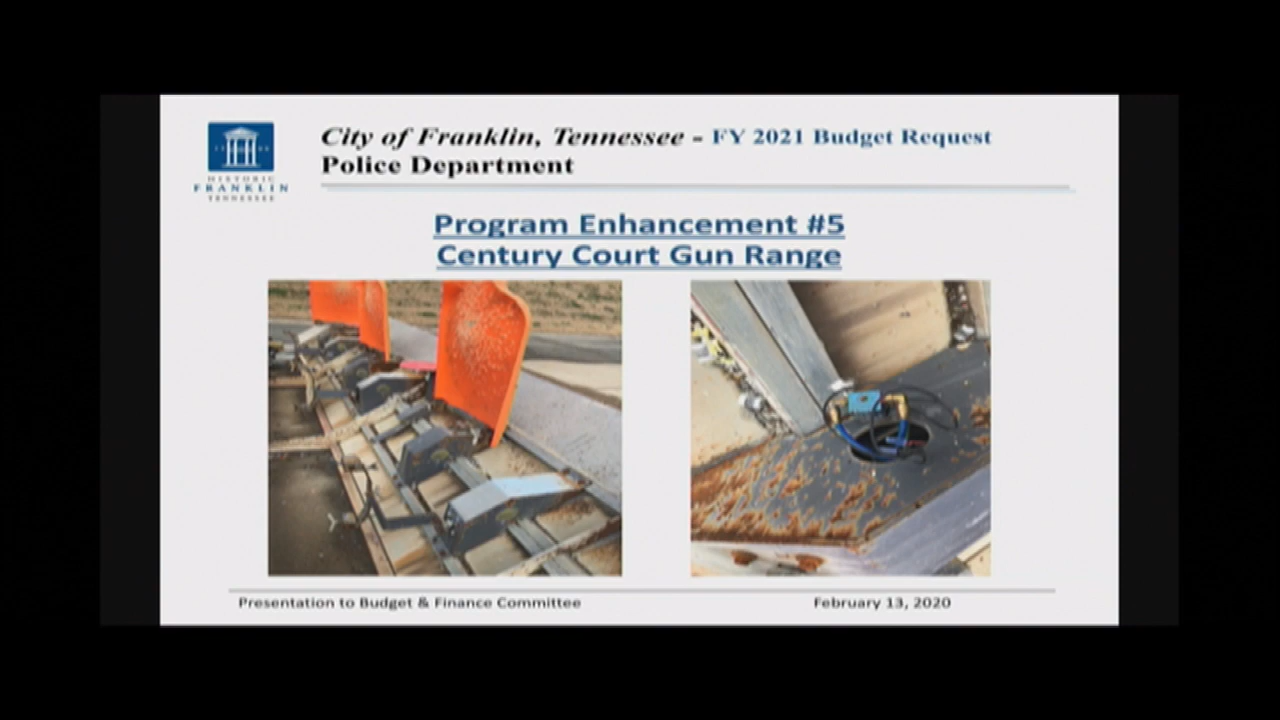 City of Franklin, Tennessee - FY 2021 Budget Request
Police Department
HISTORIC
FRANKLIN
TENNESSEE
Program Enhancement #5
Century Court Gun Range
Presentation to Budget & Finance Committee
February 13, 2020